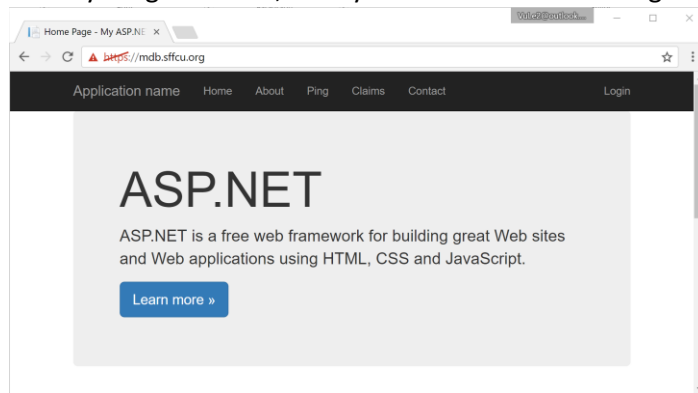 Home Page - My ASP.NE
https://mdb.sffcu.org
Application name Home About Ping Claims Contact Login
ASP.NET
ASP.NET is a free web framework for building great Web sites
and Web applications using HTML, CSS and JavaScript.
Learn more »